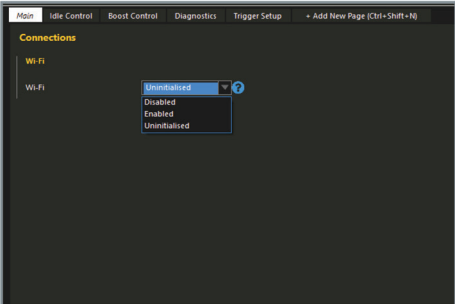 Main Idle Control Boost Control Diagnostics Trigger Setup + Add New Page (Ctrl+Shift+N)
Connections
Wi-Fi
Wi-Fi Uninitialised ?
Disabled
Enabled
Uninitialised